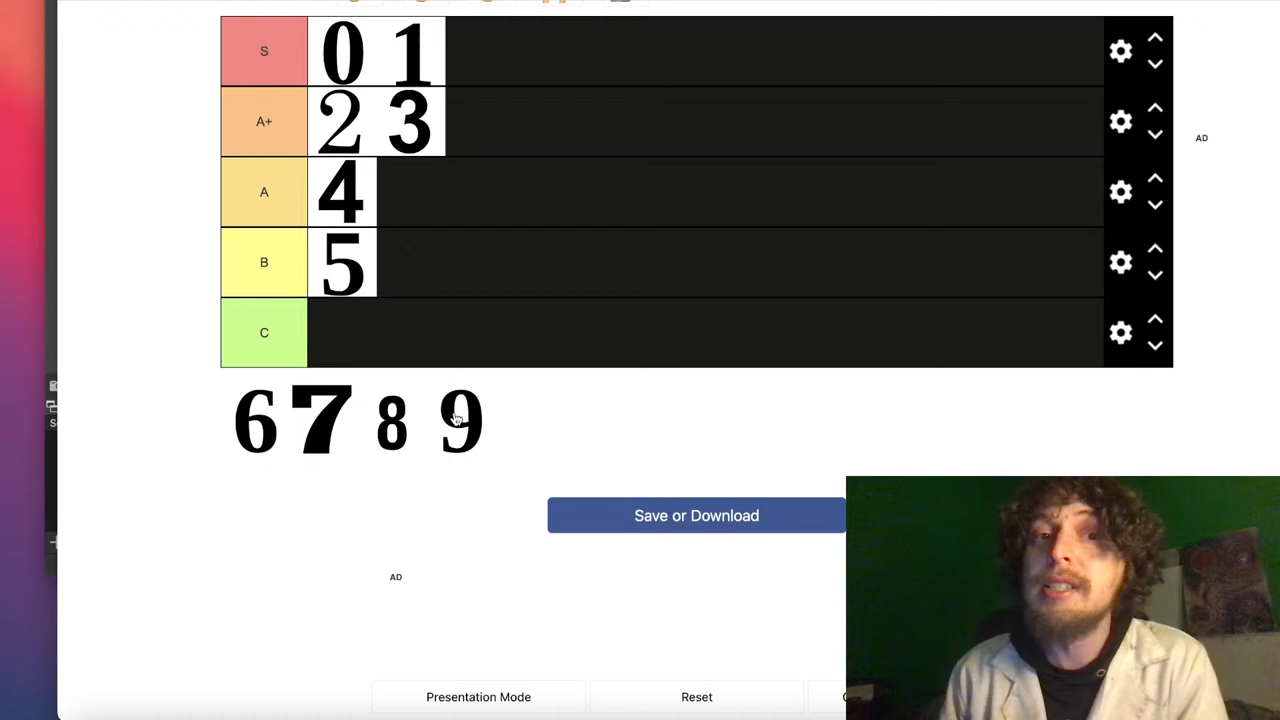 S 0 1
A+ 2 3
A 4
B 5
C
6 7 8 9
AD
Save or Download
AD
Presentation Mode
Reset